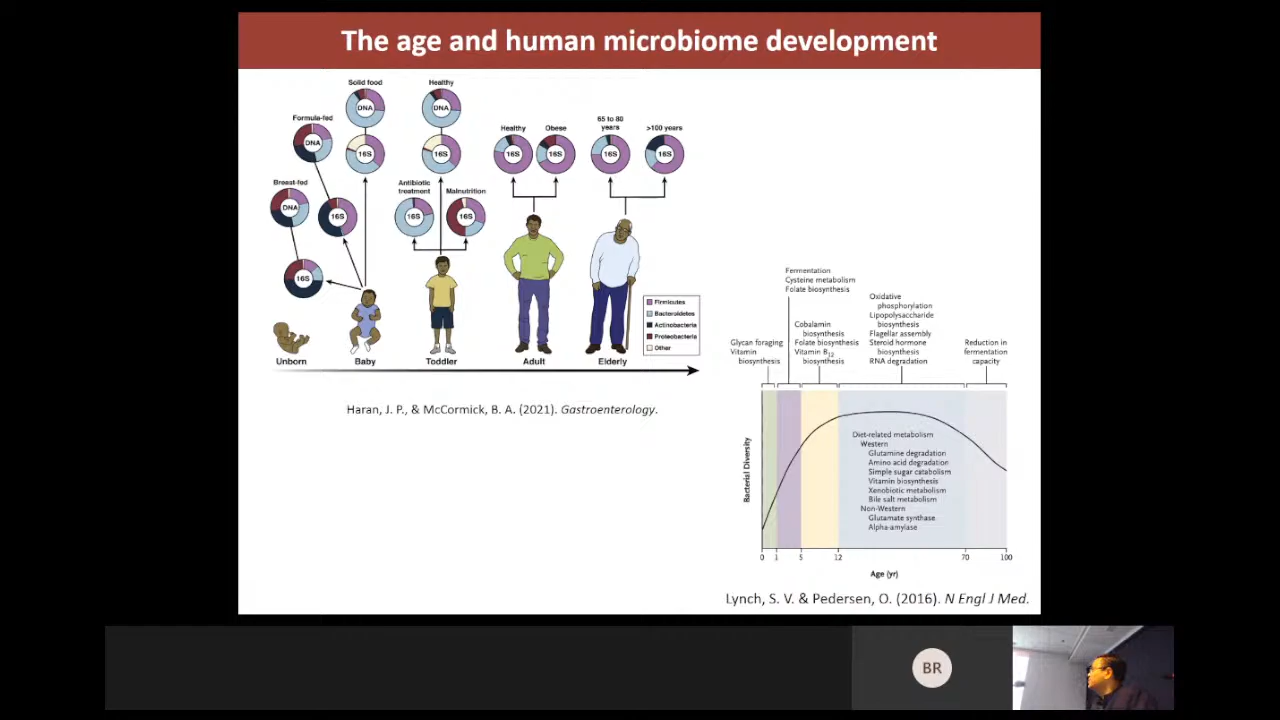 The age and human microbiome development
Solid food
DNA
16S
Healthy
DNA
16S
Formula-fed
DNA
16S
Breast-fed
DNA
16S
Antibiotic
treatment
16S
Malnutrition
16S
Healthy
16S
Obese
16S
65 to 80
years
16S
>100 years
16S
Firmicutes
Bacteroidetes
Actinobacteria
Proteobacteria
Other
Unborn
Baby
Toddler
Adult
Elderly
Haran, J. P., & McCormick, B. A. (2021). Gastroenterology.
Glycan foraging
Vitamin
biosynthesis
Fermentation
Cysteine metabolism
Folate biosynthesis
Cobalamin
biosynthesis
Folate biosynthesis
Vitamin B12
biosynthesis
Oxidative
phosphorylation
Lipopolysaccharide
biosynthesis
Flagellar assembly
Steroid hormone
biosynthesis
RNA degradation
Reduction in
fermentation
capacity
Bacterial Diversity
Diet-related metabolism
Western
Glutamine degradation
Amino acid degradation
Simple sugar catabolism
Vitamin biosynthesis
Xenobiotic metabolism
Bile salt metabolism
Non-Western
Glutamate synthase
Alpha-amylase
0 1 5 12 70 100
Age (yr)
Lynch, S. V. & Pedersen, O. (2016). N Engl J Med.
BR